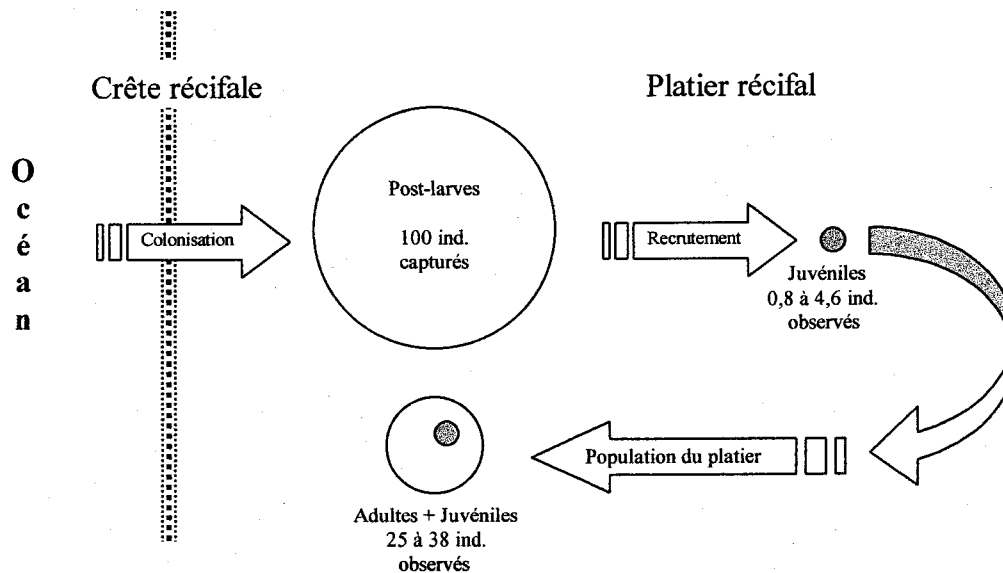 Crête récifale
Platier récifal
Océan
Colonisation
Post-larves
100 ind.
capturés
Recrutement
Juvéniles
0,8 à 4,6 ind.
observés
Population du platier
Adultes + Juvéniles
25 à 38 ind.
observés